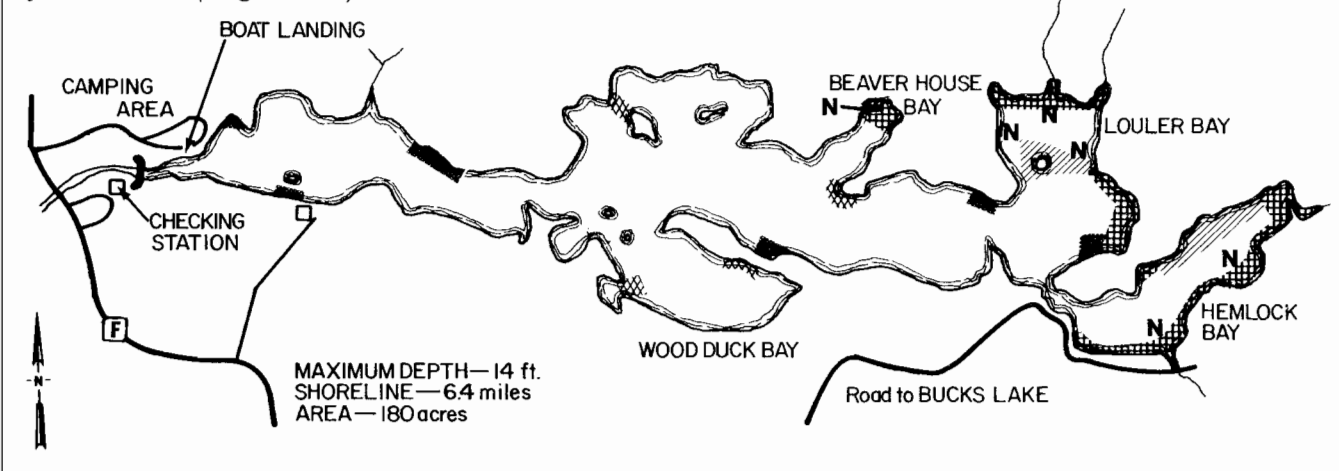 BOAT LANDING
CAMPING
AREA
BEAVER HOUSE
BAY
N
N
N
N
LOULER BAY
CHECKING
STATION
N
HEMLOCK
BAY
N
F
WOOD DUCK BAY
-N-
MAXIMUM DEPTH—14 ft.
SHORELINE—6.4 miles
AREA—180 acres
Road to BUCKS LAKE